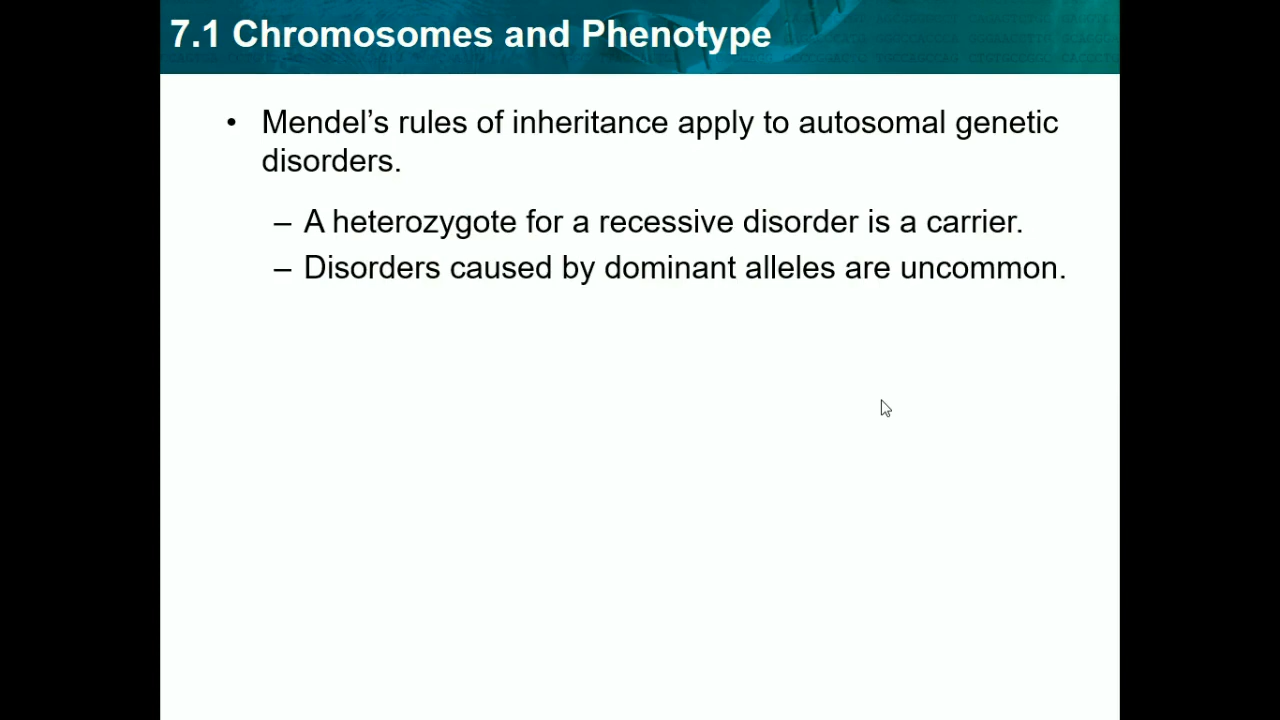 7.1 Chromosomes and Phenotype
• Mendel’s rules of inheritance apply to autosomal genetic
disorders.
– A heterozygote for a recessive disorder is a carrier.
– Disorders caused by dominant alleles are uncommon.